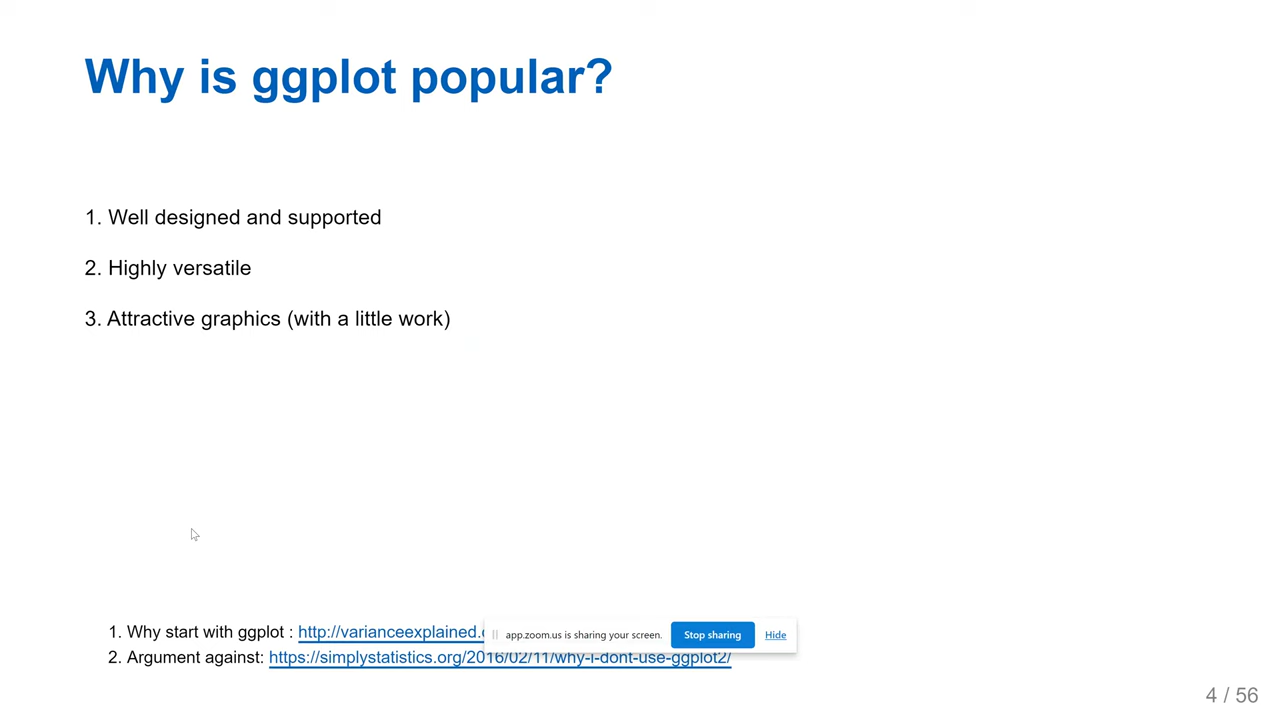 Why is ggplot popular?
1. Well designed and supported
2. Highly versatile
3. Attractive graphics (with a little work)
1. Why start with ggplot : http://varianceexplained.
app.zoom.us is sharing your screen. Stop sharing Hide
2. Argument against: https://simplystatistics.org/2016/02/11/why-i-dont-use-ggplot2/
4 / 56